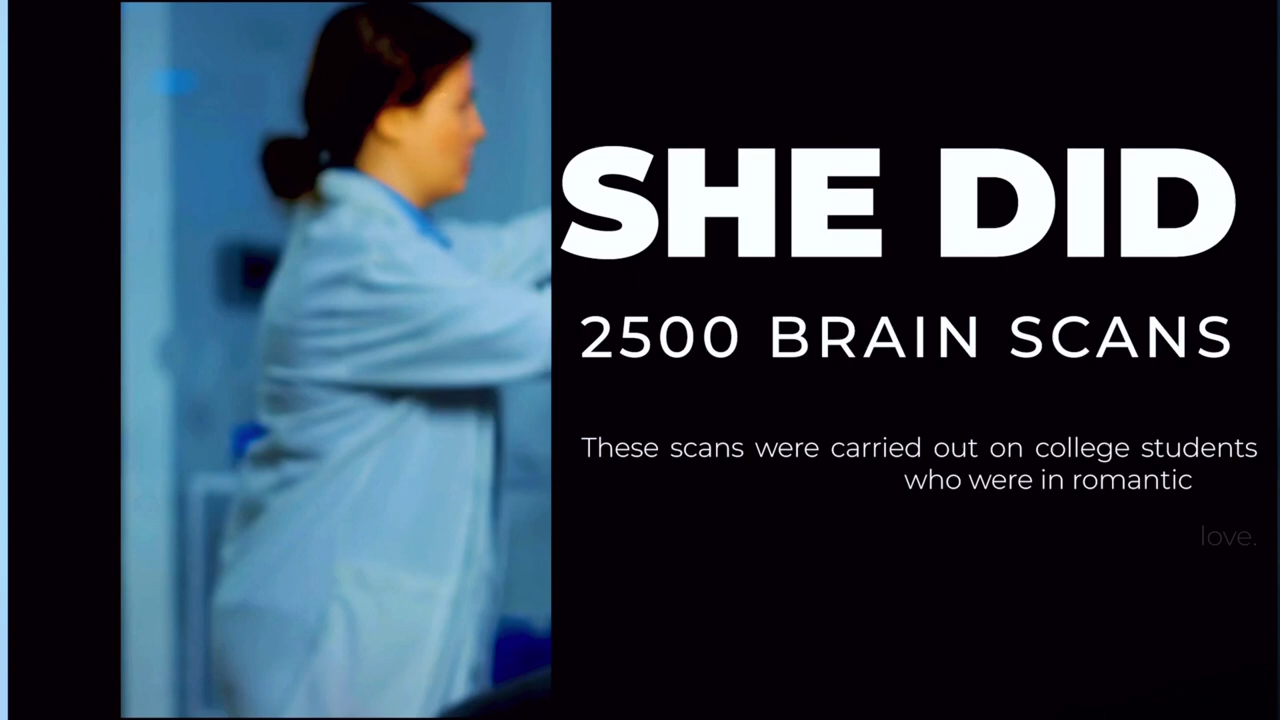 SHE DID
2500 BRAIN SCANS
These scans were carried out on college students
who were in romantic
love.